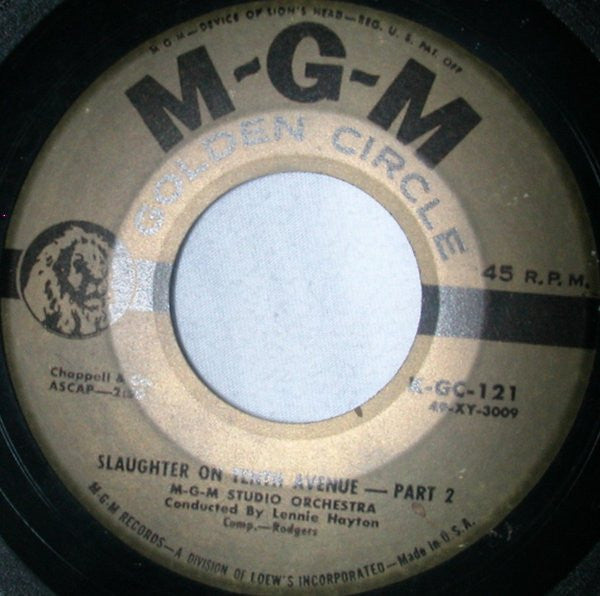 M-G-M—DEVICE OF LION'S HEAD—REG. U. S. PAT. OFF
M-G-M
GOLDEN CIRCLE
45 R.P.M.
Chappell &
ASCAP—
K-GC-121
49-XY-3009
SLAUGHTER ON TENTH AVENUE — PART 2
M-G-M STUDIO ORCHESTRA
Conducted By Lennie Hayton
Comp.—Rodgers
M-G-M RECORDS—A DIVISION OF LOEW'S INCORPORATED—Made in U.S.A.